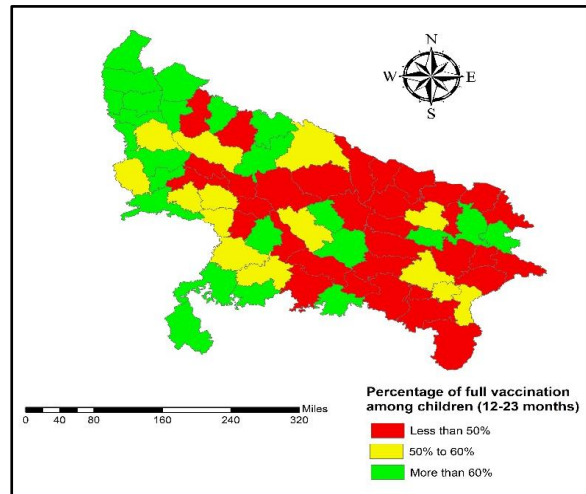 N
W E
S
0 40 80 160 240 320 Miles
Percentage of full vaccination
among children (12-23 months)
Less than 50%
50% to 60%
More than 60%